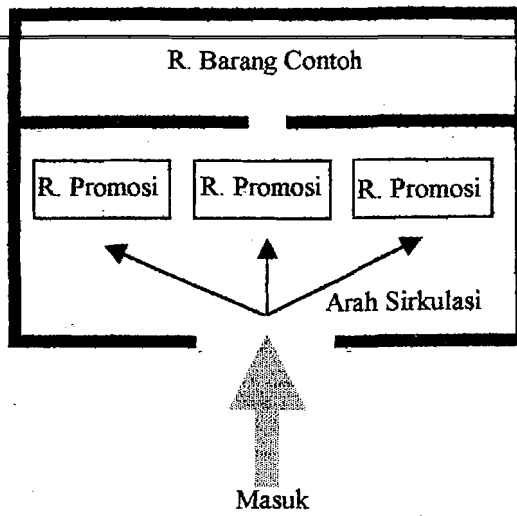 R. Barang Contoh
R. Promosi R. Promosi R. Promosi
Arah Sirkulasi
Masuk